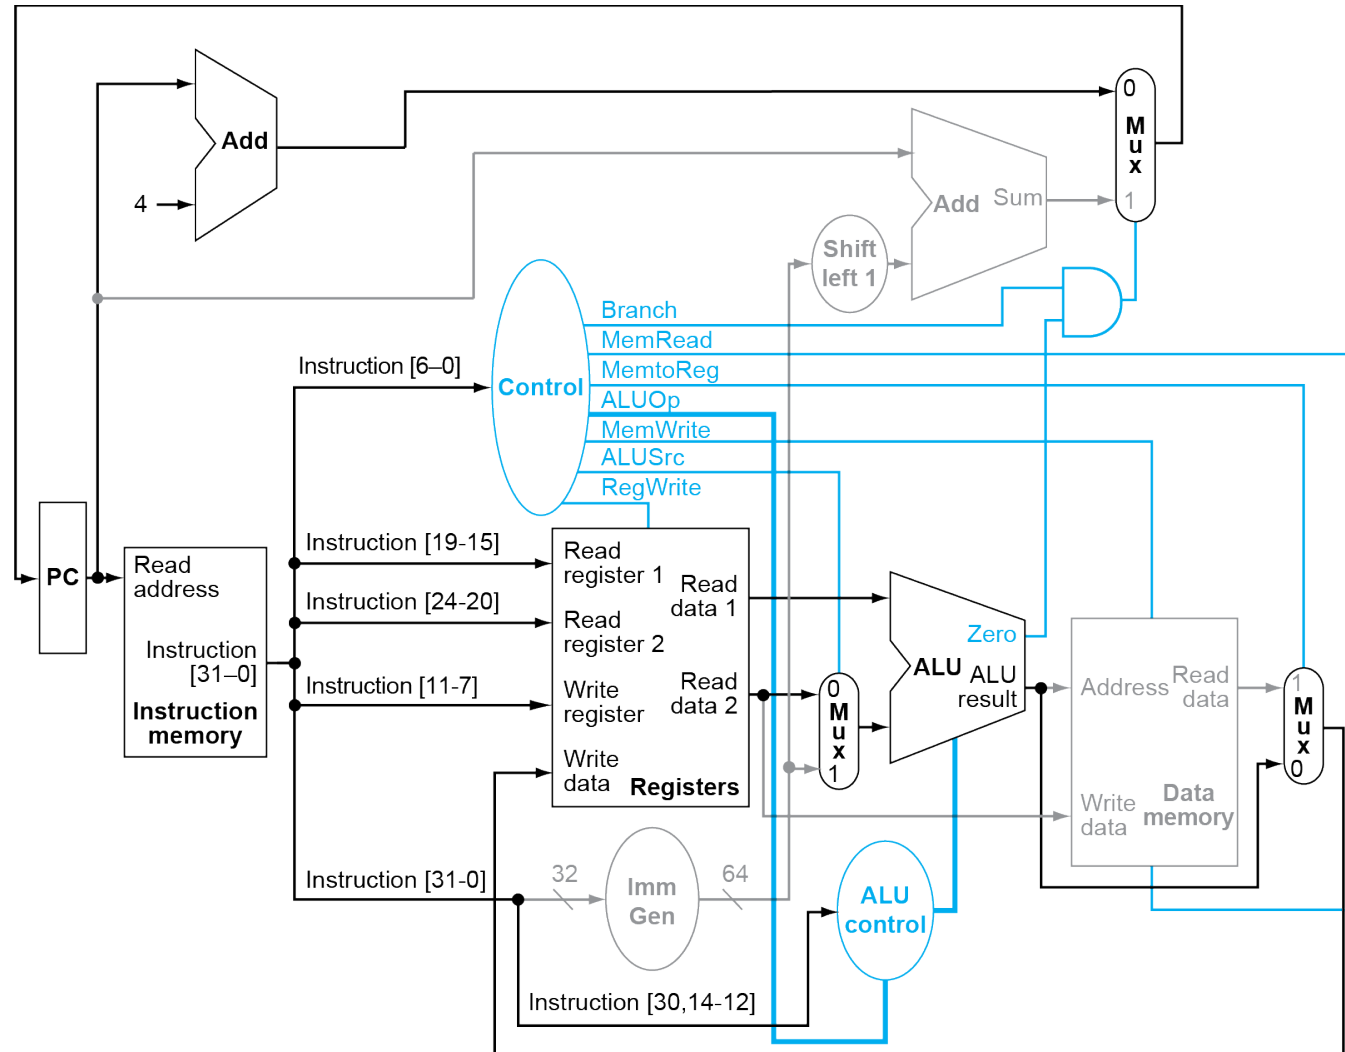 0
M
u
x
1
Add
4
Add
Sum
Shift
left 1
Branch
MemRead
MemtoReg
ALUOp
MemWrite
ALUSrc
RegWrite
Instruction [6–0]
Control
Instruction [19-15]
Instruction [24-20]
Instruction [11-7]
PC
Read
address
Instruction
[31–0]
Instruction
memory
Read
register 1
Read
register 2
Write
register
Write
data
Read
data 1
Read
data 2
Registers
0
M
u
x
1
Zero
ALU
ALU
result
Address
Read
data
Write
data
Data
memory
1
M
u
x
0
Instruction [31-0]
32
Imm
Gen
64
ALU
control
Instruction [30,14-12]